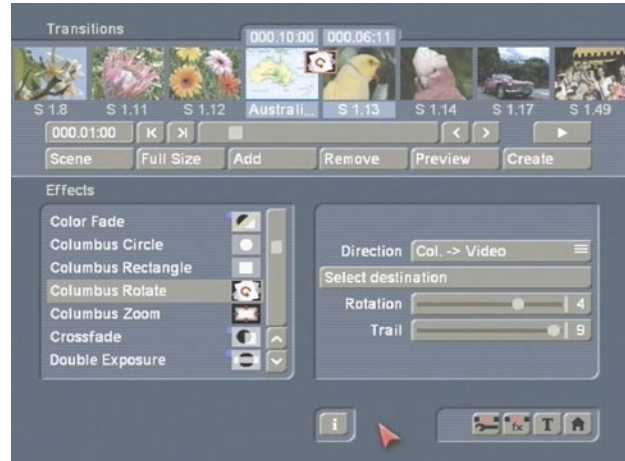 Transitions
000.10:00 000.06:11
S 1.8 S 1.11 S 1.12 Australi... S 1.13 S 1.14 S 1.17 S 1.49
000.01:00
Scene Full Size Add Remove Preview Create
Effects
Color Fade
Columbus Circle
Columbus Rectangle
Columbus Rotate
Columbus Zoom
Crossfade
Double Exposure
Direction Col. -> Video
Select destination
Rotation 4
Trail 9
i fx T